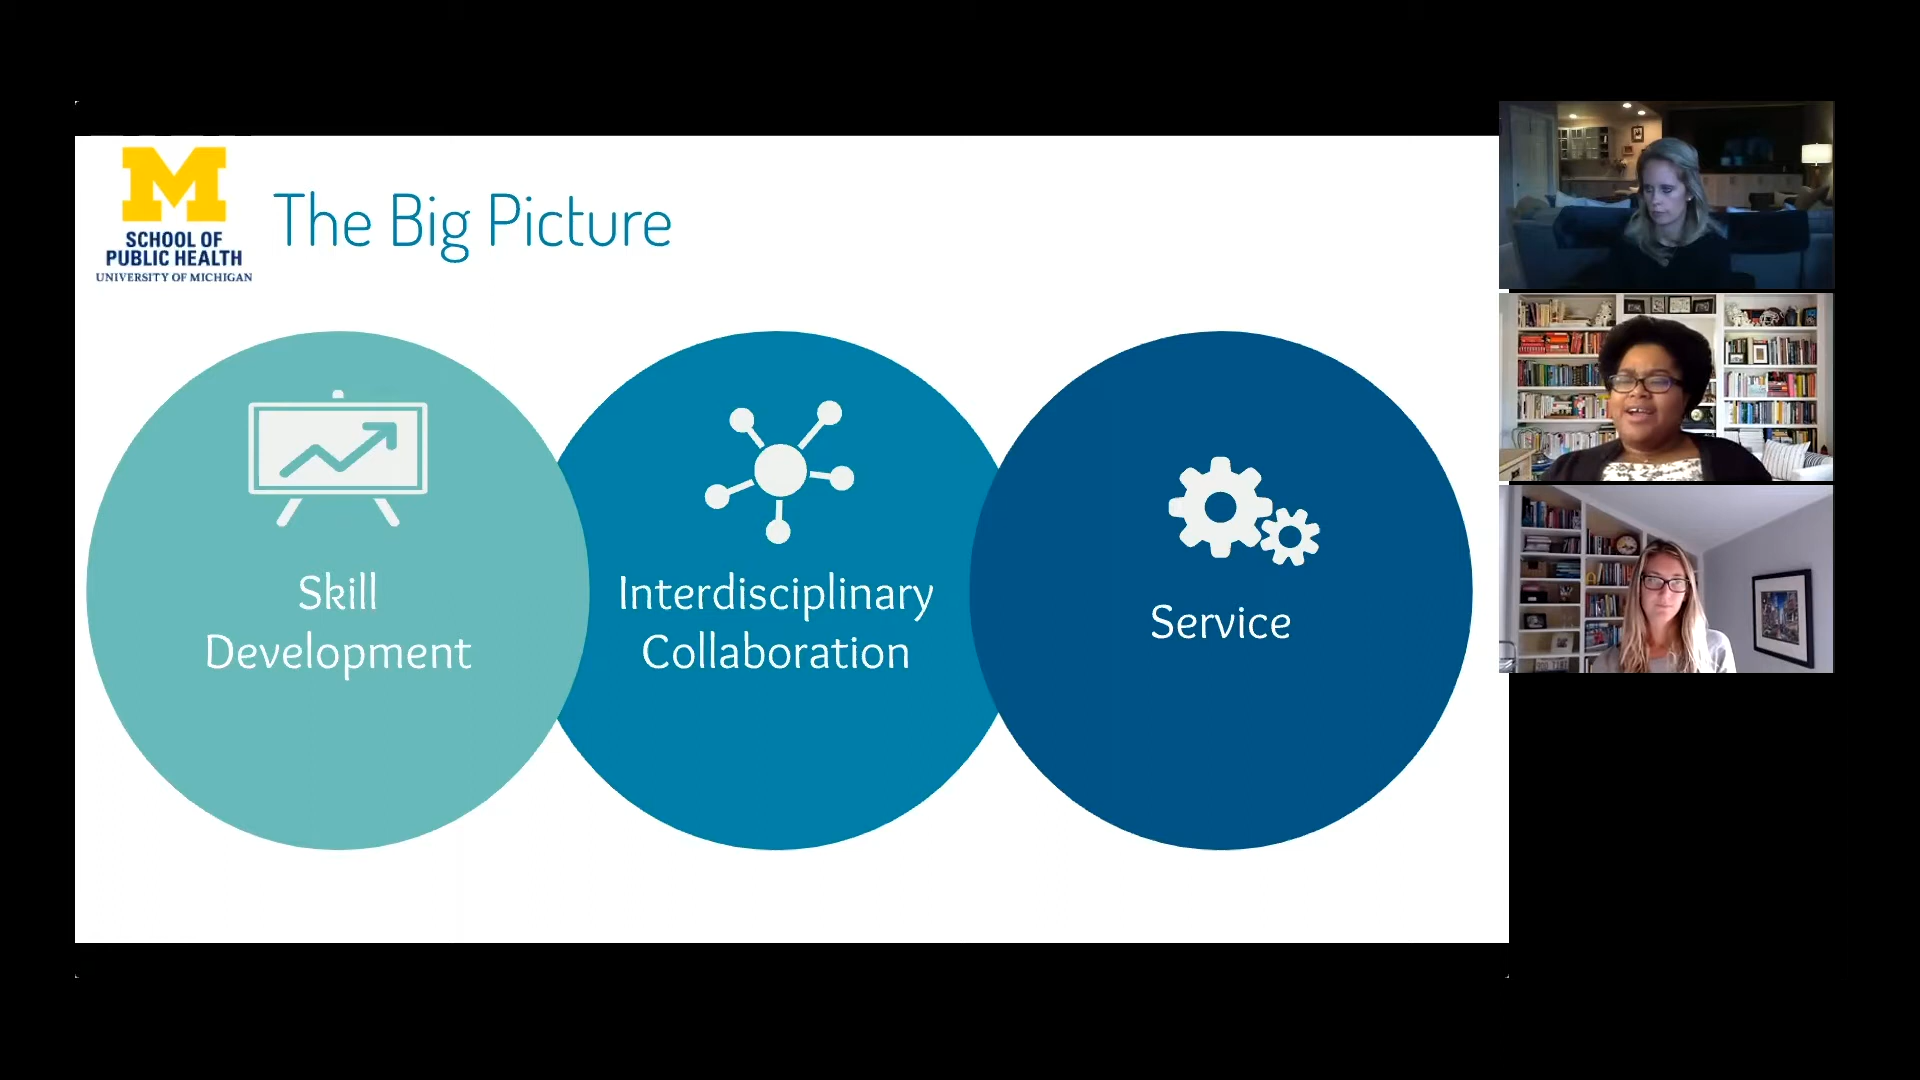 M
SCHOOL OF
PUBLIC HEALTH
UNIVERSITY OF MICHIGAN
The Big Picture
Skill
Development
Interdisciplinary
Collaboration
Service